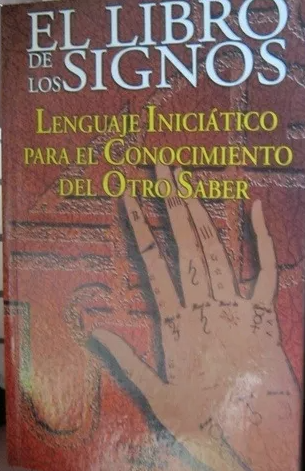 EL LIBRO
DE LOS SIGNOS
LENGUAJE INICIÁTICO
PARA EL CONOCIMIENTO
DEL OTRO SABER